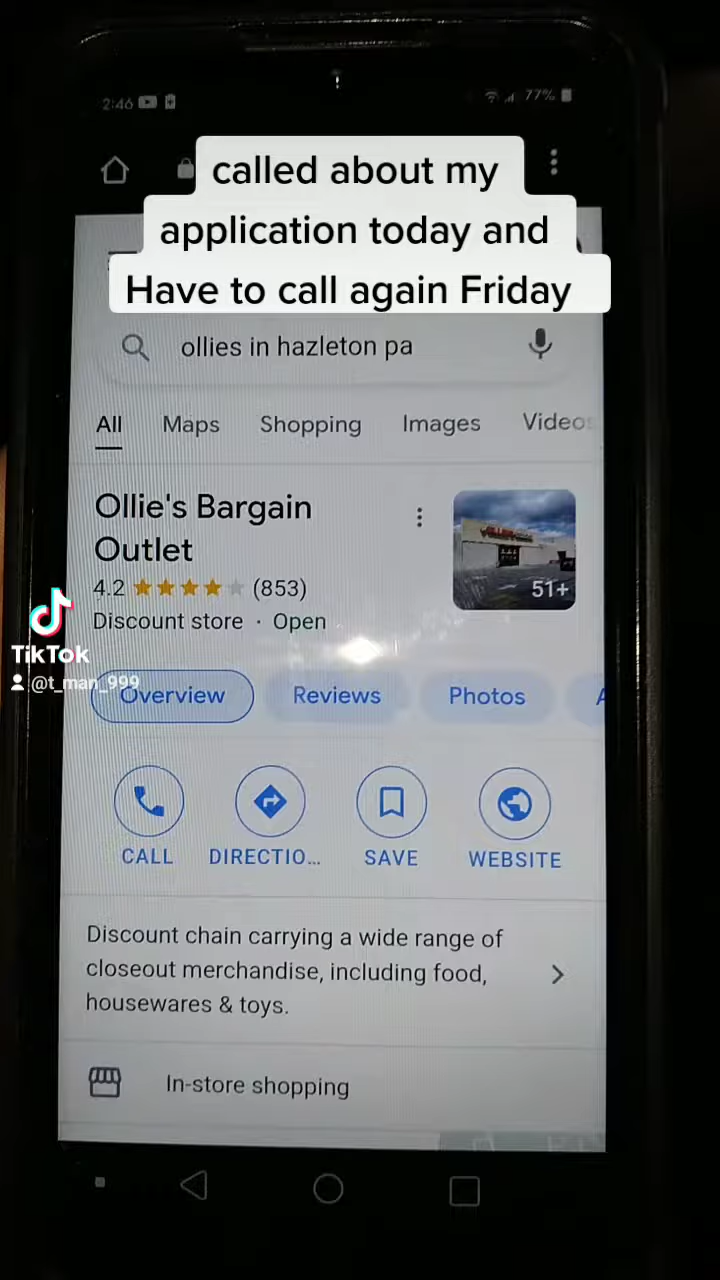 2:46
77%
called about my
application today and
Have to call again Friday
ollies in hazleton pa
All Maps Shopping Images Videos
Ollie's Bargain
Outlet
4.2 (853)
51+
Discount store · Open
TikTok
@t_man_999
Overview Reviews Photos A
CALL DIRECTIO... SAVE WEBSITE
Discount chain carrying a wide range of
closeout merchandise, including food,
housewares & toys.
In-store shopping